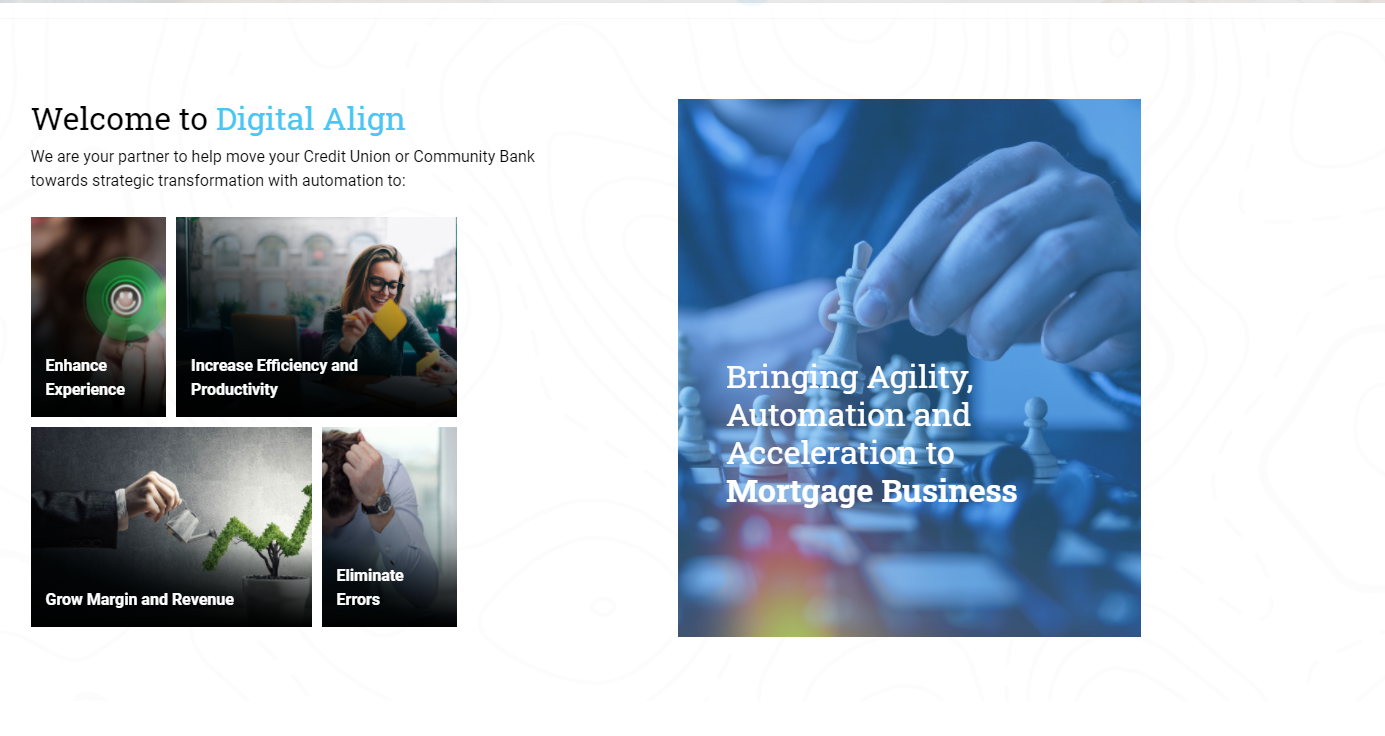 Welcome to Digital Align
We are your partner to help move your Credit Union or Community Bank
towards strategic transformation with automation to:
Enhance
Experience
Increase Efficiency and
Productivity
Grow Margin and Revenue
Eliminate
Errors
Bringing Agility,
Automation and
Acceleration to
Mortgage Business